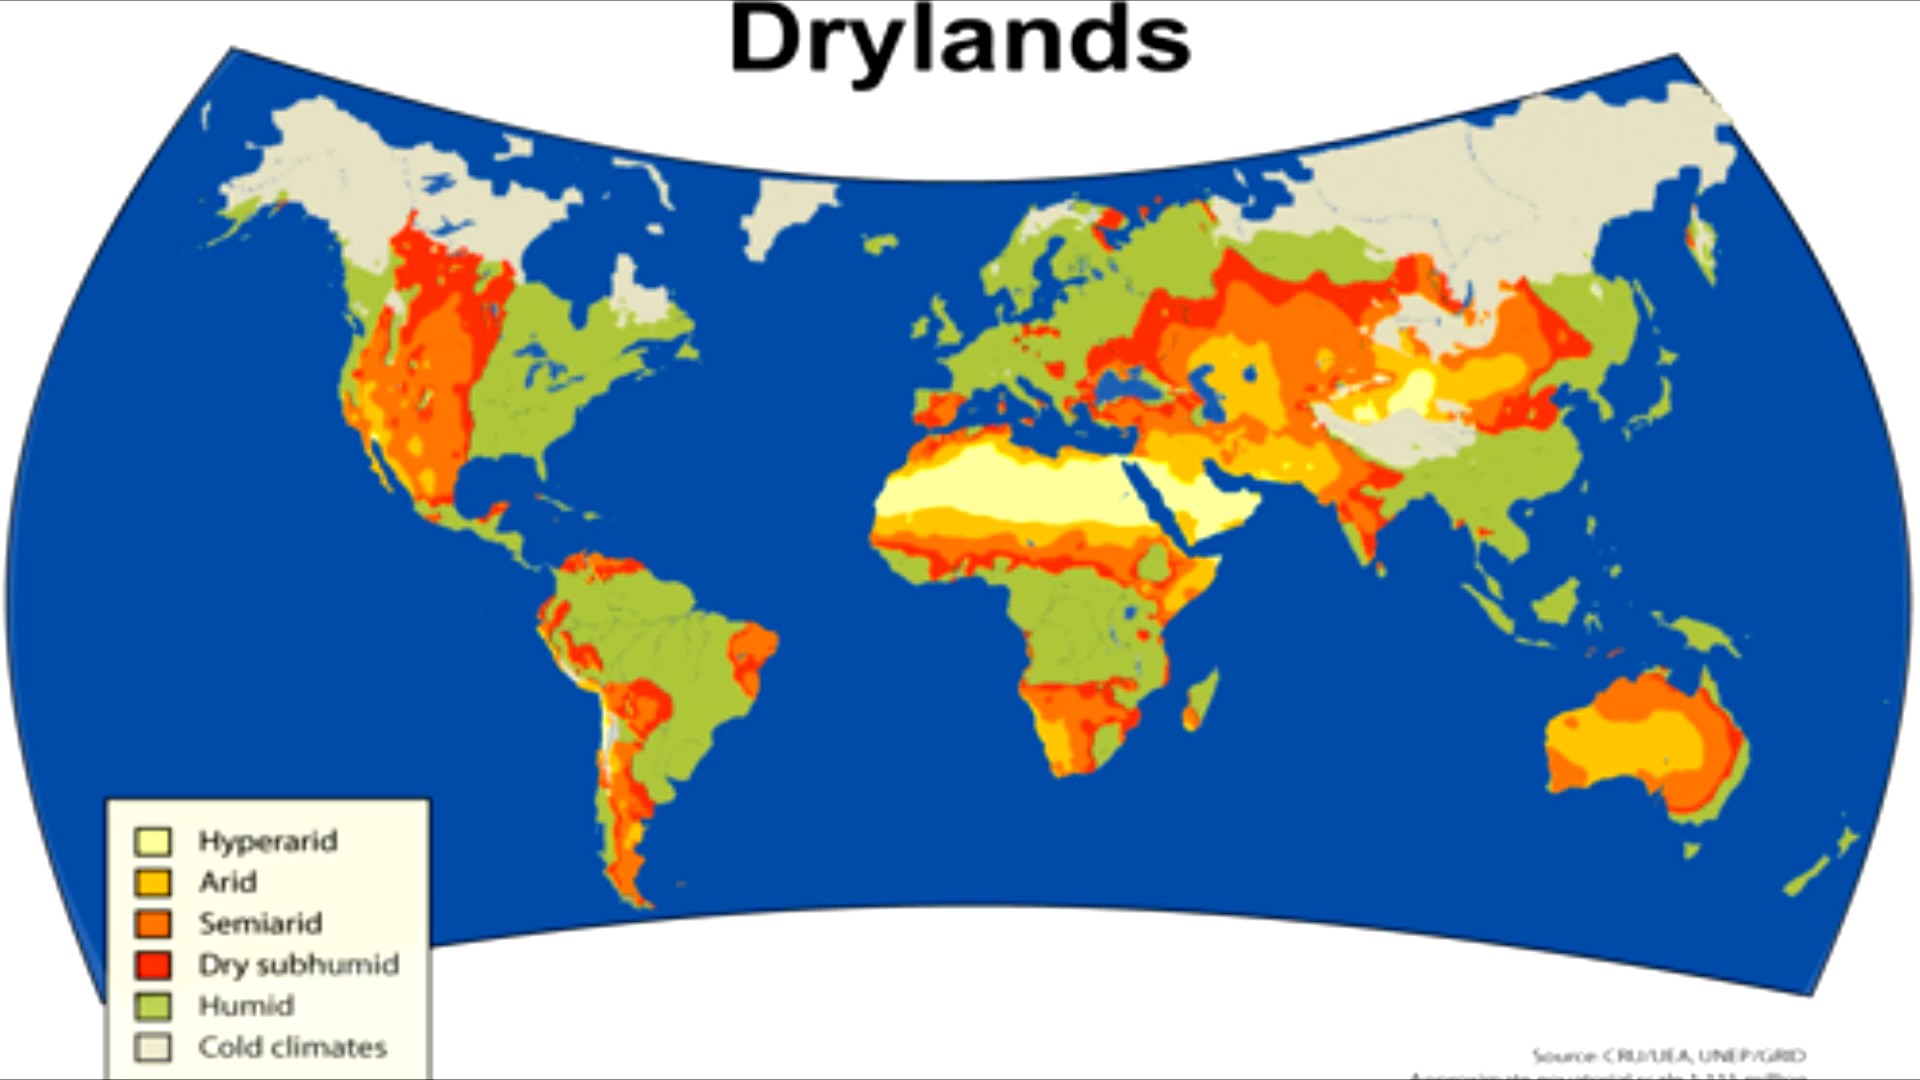 Drylands
Hyperarid
Arid
Semiarid
Dry subhumid
Humid
Cold climates
Source: CRU/UEA, UNEP/GRID